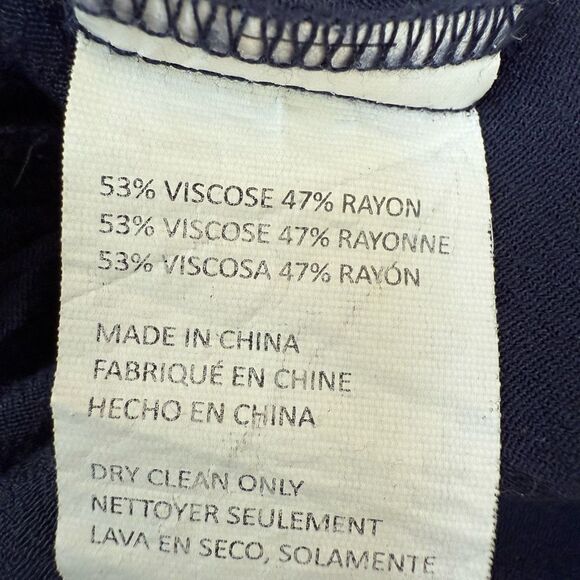 53% VISCOSE 47% RAYON
53% VISCOSE 47% RAYONNE
53% VISCOSA 47% RAYÓN
MADE IN CHINA
FABRIQUÉ EN CHINE
HECHO EN CHINA
DRY CLEAN ONLY
NETTOYER SEULEMENT
LAVA EN SECO, SOLAMENTE